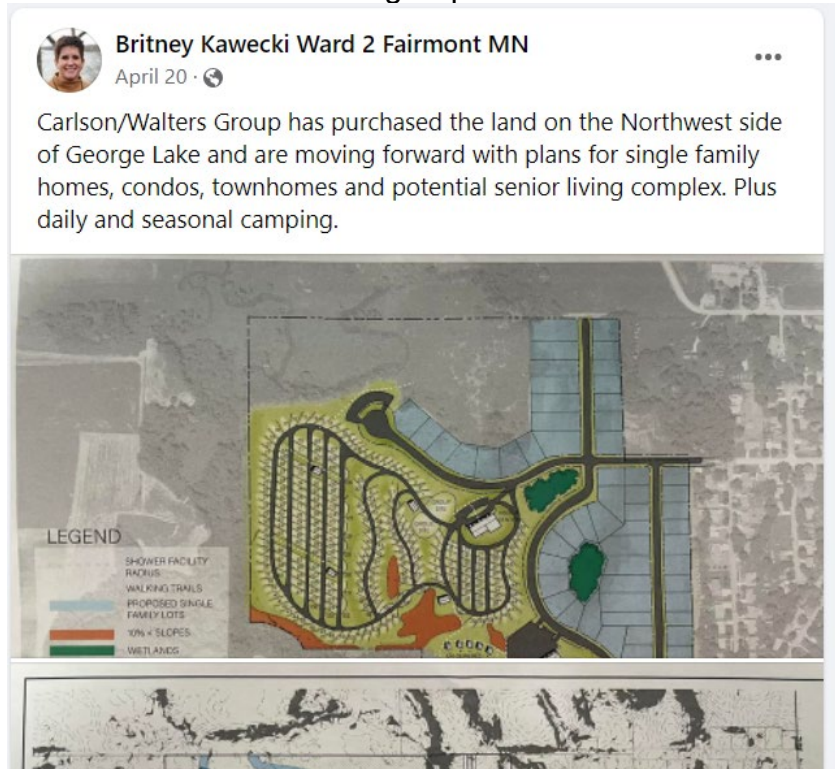 Britney Kawecki Ward 2 Fairmont MN
April 20 ·
Carlson/Walters Group has purchased the land on the Northwest side
of George Lake and are moving forward with plans for single family
homes, condos, townhomes and potential senior living complex. Plus
daily and seasonal camping.
LEGEND
SHOWER FACILITY
RADIUS
WALKING TRAILS
PROPOSED SINGLE
FAMILY LOTS
10% < SLOPES
WETLANDS